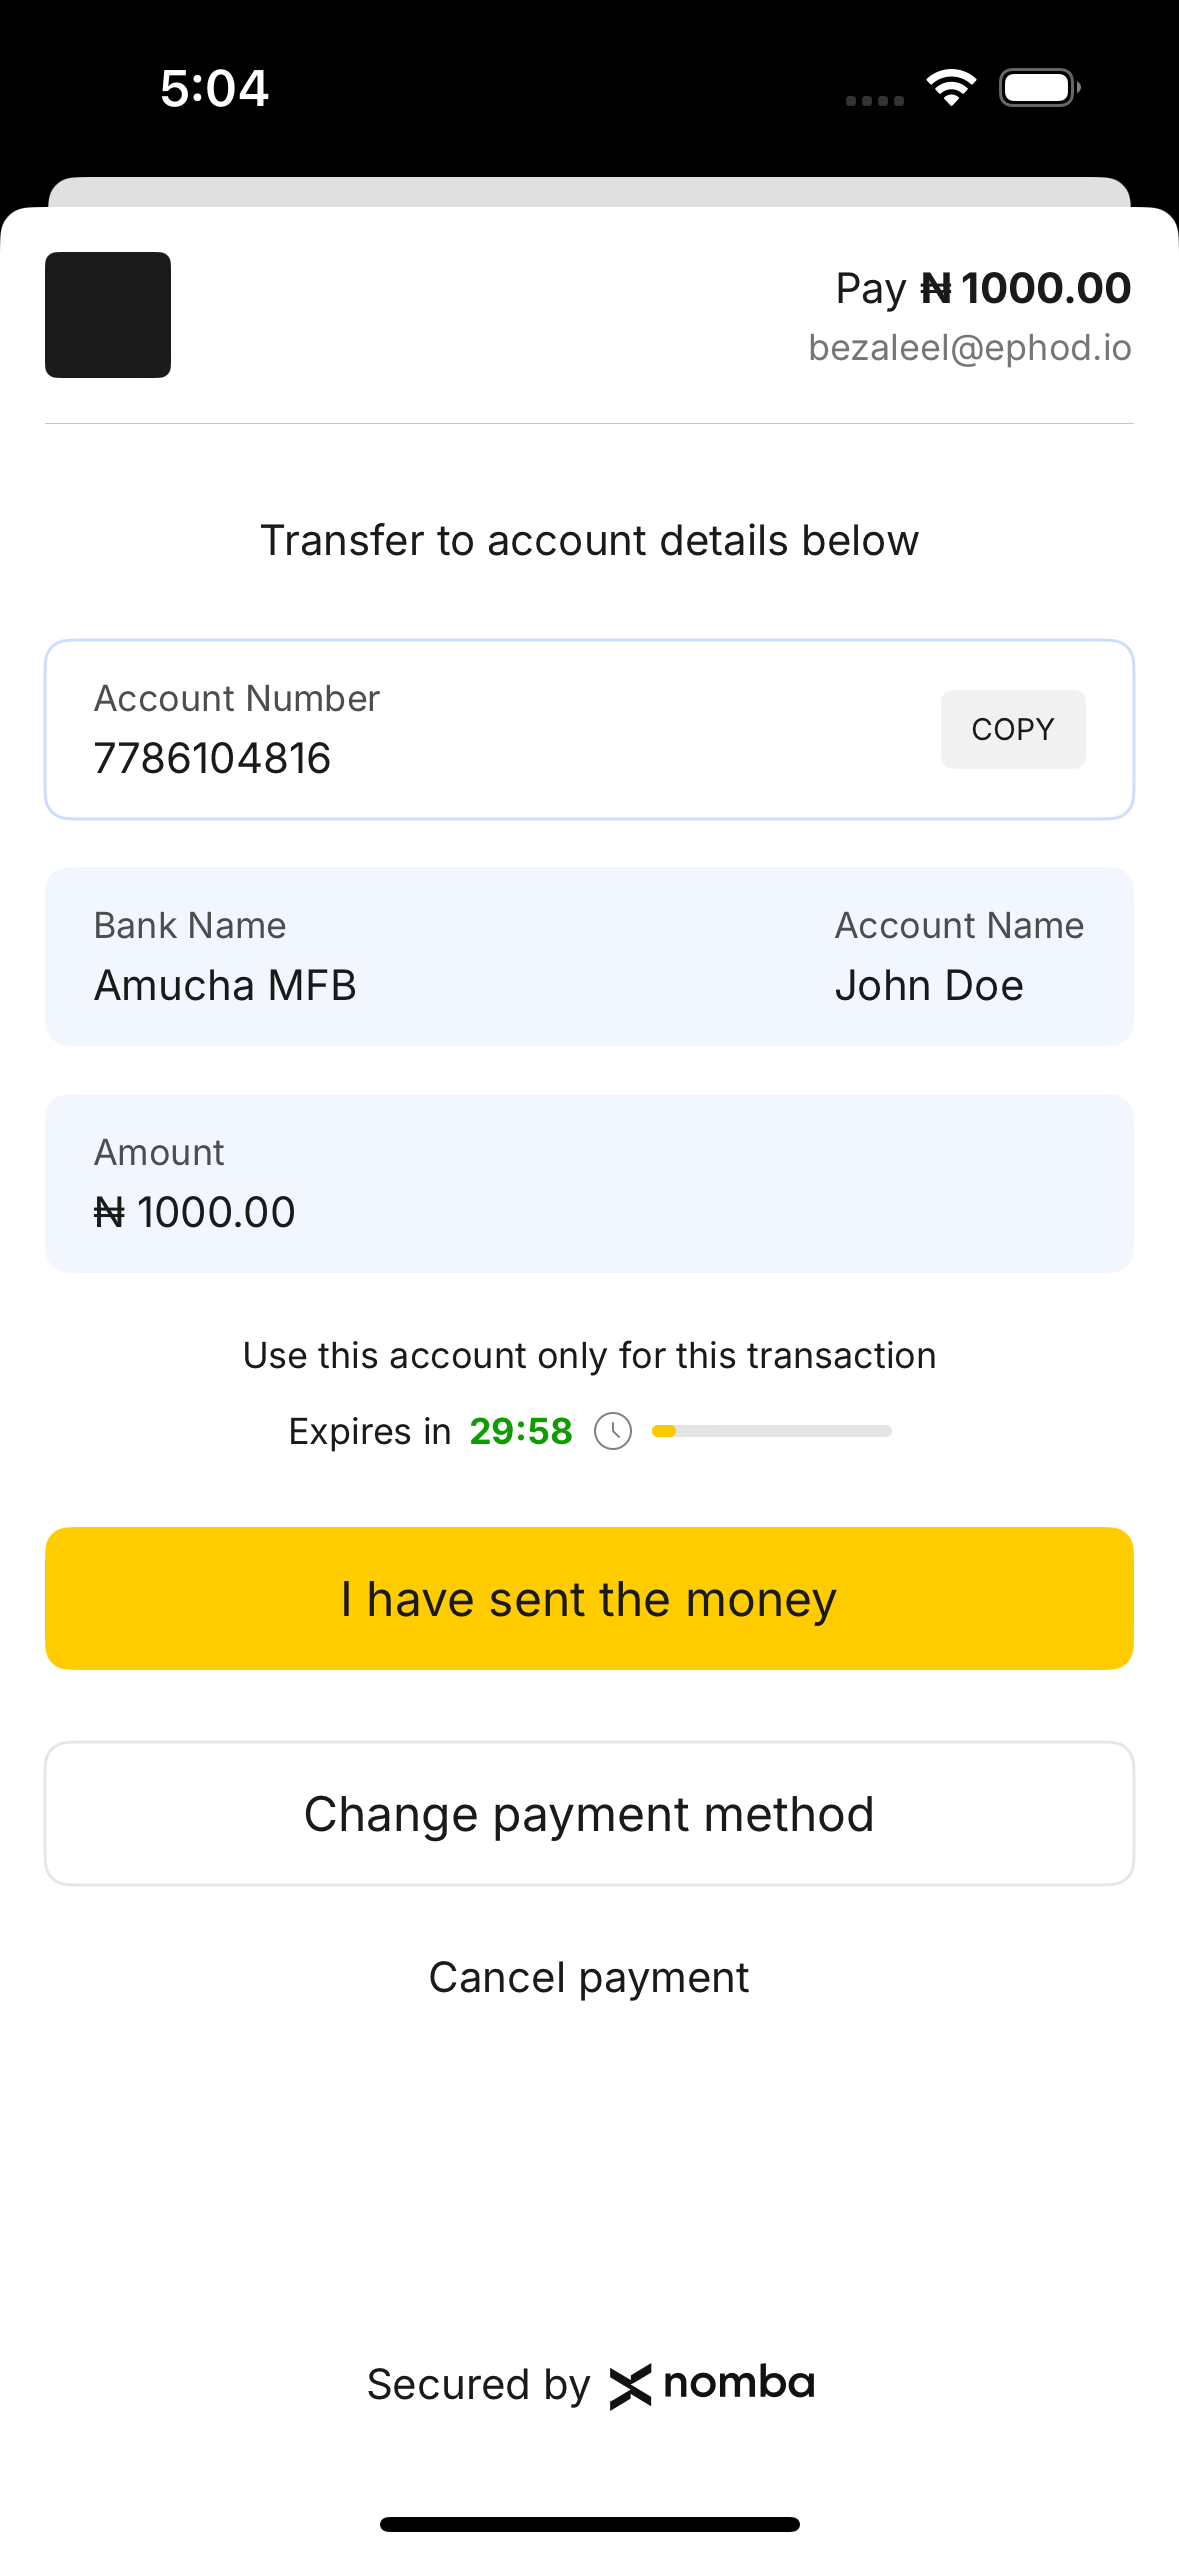 5:04
Pay ₦ 1000.00
bezaleel@ephod.io
Transfer to account details below
Account Number
7786104816
COPY
Bank Name
Account Name
Amucha MFB
John Doe
Amount
₦ 1000.00
Use this account only for this transaction
Expires in 29:58
I have sent the money
Change payment method
Cancel payment
Secured by nomba